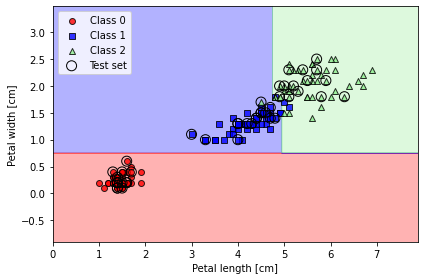 3.5
3.0
2.5
2.0
1.5
1.0
0.5
0.0
−0.5
Petal width [cm]
Class 0
Class 1
Class 2
Test set
0 1 2 3 4 5 6 7
Petal length [cm]